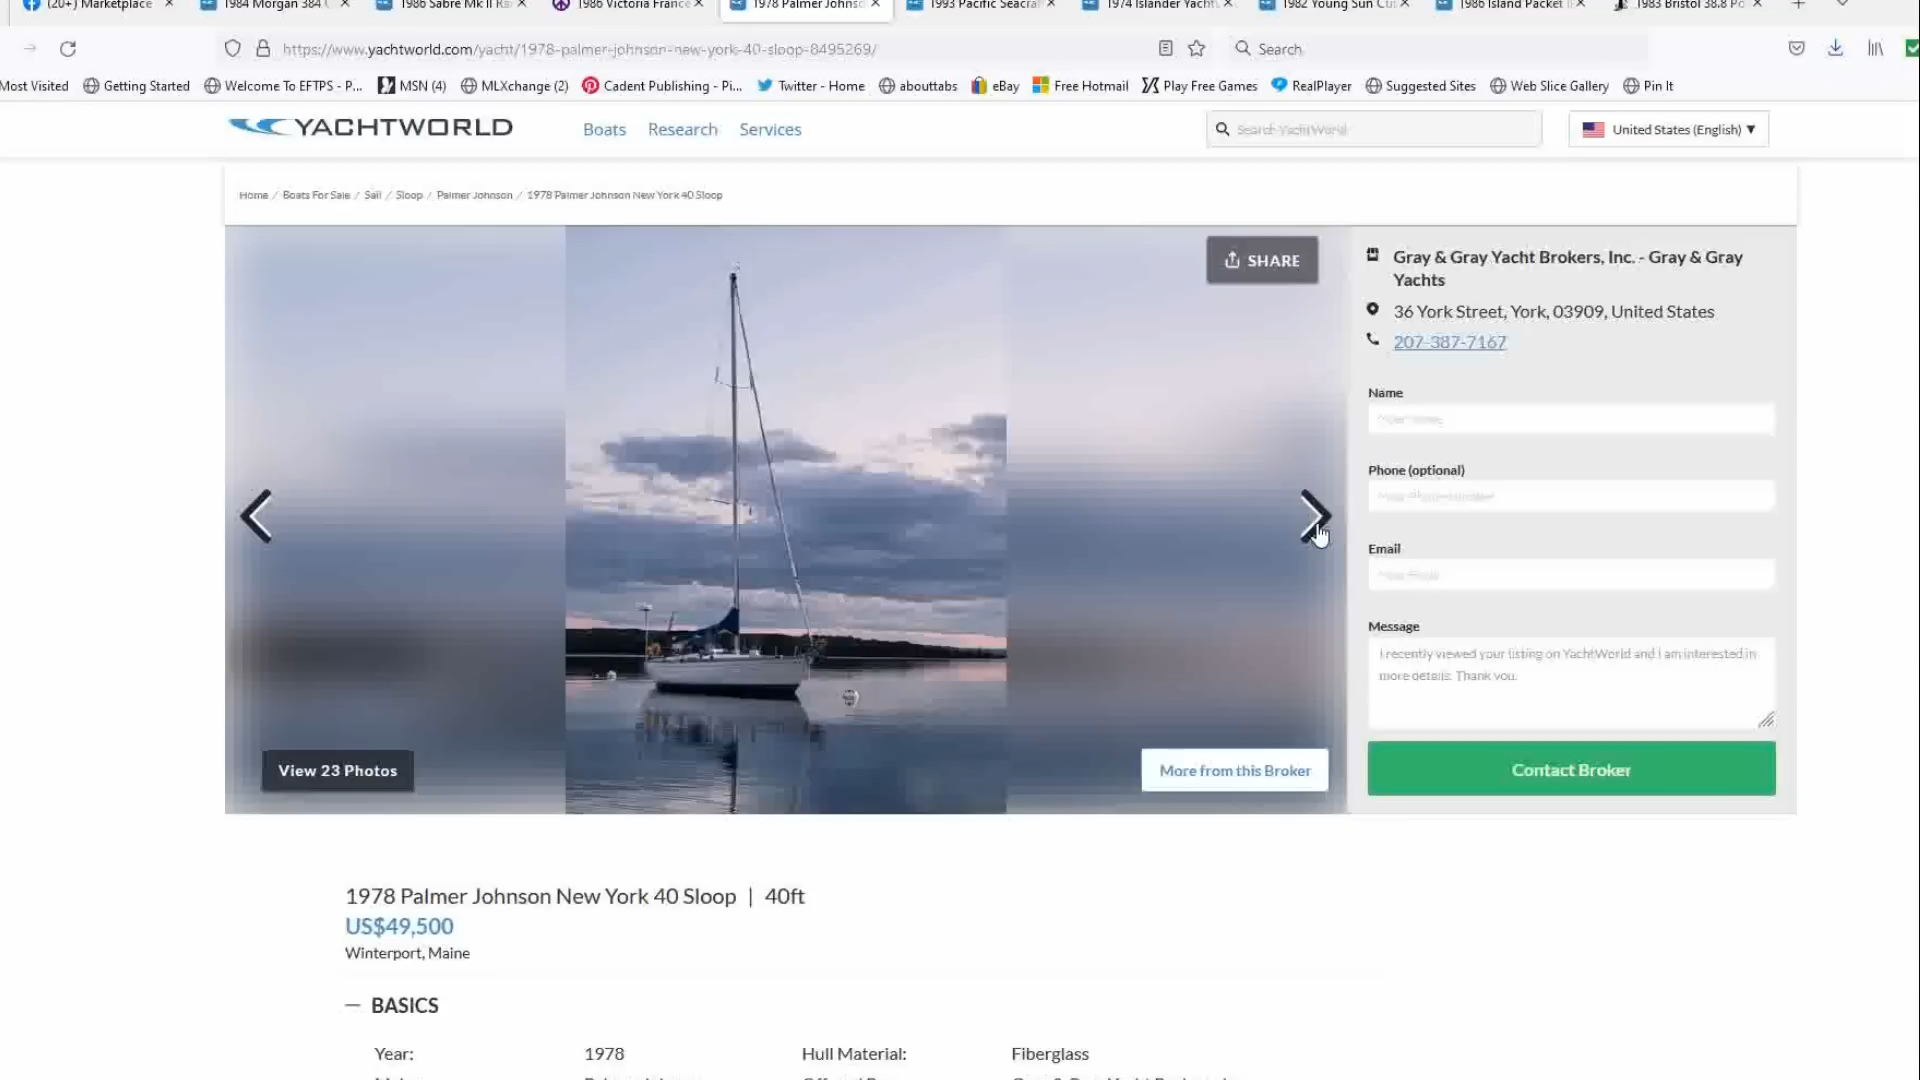 (20+) Marketplace
1984 Morgan 384
1986 Sabre Mk II
1986 Victoria France
1978 Palmer Johnso
1993 Pacific Seacra
1974 Islander Yacht
1982 Young Sun Cu
1986 Island Packet
1983 Bristol 38.8
https://www.yachtworld.com/yacht/1978-palmer-johnson-new-york-40-sloop-8495269/
Search
Most Visited
Getting Started
Welcome To EFTPS - P...
MSN (4)
MLXchange (2)
Cadent Publishing - Pi...
Twitter - Home
abouttabs
eBay
Free Hotmail
Play Free Games
RealPlayer
Suggested Sites
Web Slice Gallery
Pin It
YACHTWORLD
Boats
Research
Services
Search YachtWorld
United States (English) ▼
Home / Boats For Sale / Sail / Sloop / Palmer Johnson / 1978 Palmer Johnson New York 40 Sloop
SHARE
View 23 Photos
More from this Broker
Gray & Gray Yacht Brokers, Inc. - Gray & Gray
Yachts
36 York Street, York, 03909, United States
207-387-7167
Name
Phone (optional)
Email
Message
I recently viewed your listing on YachtWorld and I am interested in
more details. Thank you.
Contact Broker
1978 Palmer Johnson New York 40 Sloop | 40ft
US$49,500
Winterport, Maine
— BASICS
Year: 1978 Hull Material: Fiberglass